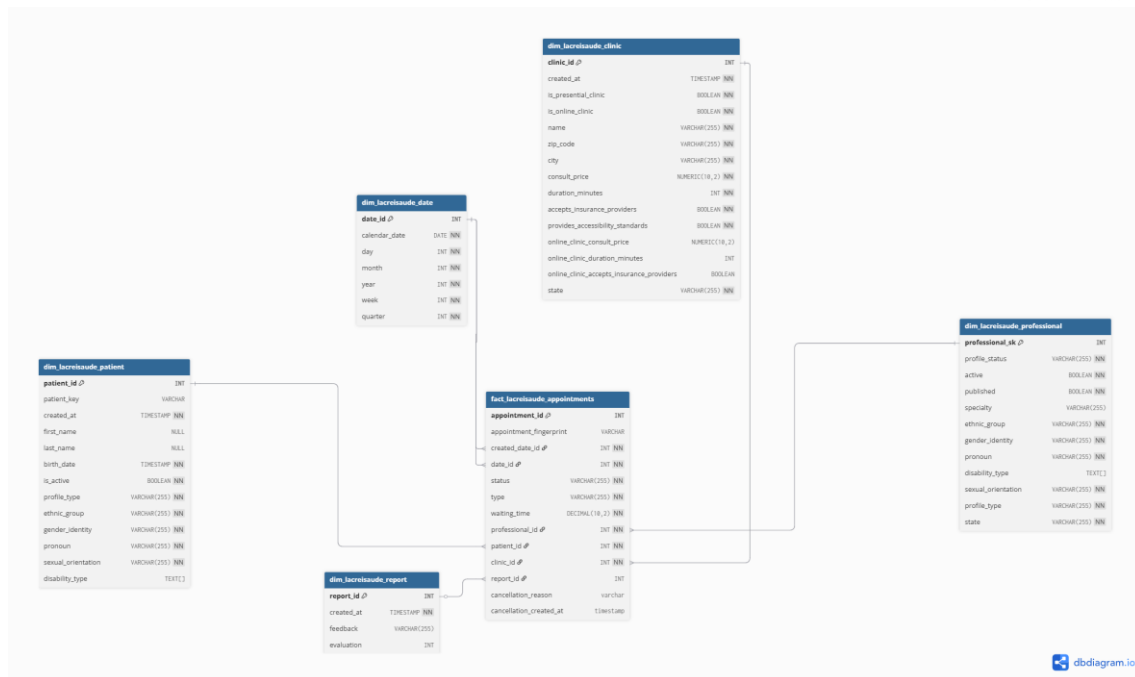 dim_lacreisaude_clinic
clinic_id INT
created_at TIMESTAMP NN
is_presential_clinic BOOLEAN NN
is_online_clinic BOOLEAN NN
name VARCHAR(255) NN
zip_code VARCHAR(255) NN
city VARCHAR(255) NN
consult_price NUMERIC(10,2) NN
duration_minutes INT NN
accepts_insurance_providers BOOLEAN NN
provides_accessibility_standards BOOLEAN NN
online_clinic_consult_price NUMERIC(10,2)
online_clinic_duration_minutes INT
online_clinic_accepts_insurance_providers BOOLEAN
state VARCHAR(255) NN
dim_lacreisaude_date
date_id INT
calendar_date DATE NN
day INT NN
month INT NN
year INT NN
week INT NN
quarter INT NN
dim_lacreisaude_professional
professional_sk INT
profile_status VARCHAR(255) NN
active BOOLEAN NN
published BOOLEAN NN
specialty VARCHAR(255)
ethnic_group VARCHAR(255) NN
gender_identity VARCHAR(255) NN
pronoun VARCHAR(255) NN
disability_type TEXT[]
sexual_orientation VARCHAR(255) NN
profile_type VARCHAR(255) NN
state VARCHAR(255) NN
dim_lacreisaude_patient
patient_id INT
patient_key VARCHAR
created_at TIMESTAMP NN
first_name NULL
last_name NULL
birth_date TIMESTAMP NN
is_active BOOLEAN NN
profile_type VARCHAR(255) NN
ethnic_group VARCHAR(255) NN
gender_identity VARCHAR(255) NN
pronoun VARCHAR(255) NN
sexual_orientation VARCHAR(255) NN
disability_type TEXT[]
fact_lacreisaude_appointments
appointment_id INT
appointment_fingerprint VARCHAR
created_date_id INT NN
date_id INT NN
status VARCHAR(255) NN
type VARCHAR(255) NN
waiting_time DECIMAL(10,2) NN
professional_id INT NN
patient_id INT NN
clinic_id INT NN
report_id INT
cancellation_reason varchar
cancellation_created_at timestamp
dim_lacreisaude_report
report_id INT
created_at TIMESTAMP NN
feedback VARCHAR(255)
evaluation INT
dbdiagram.io